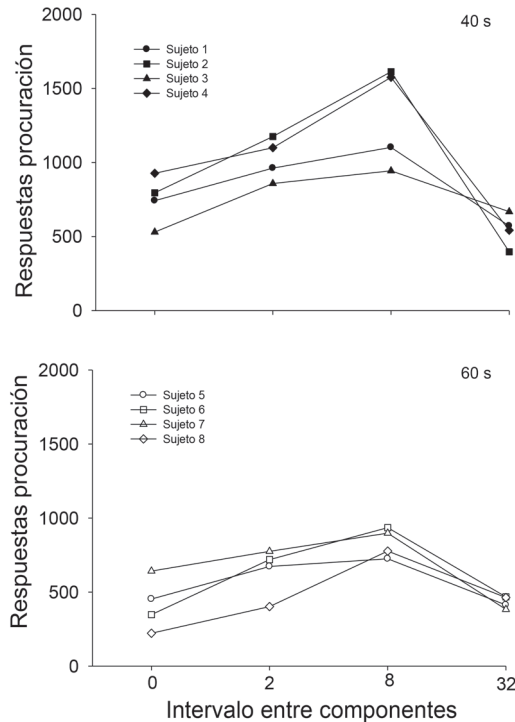 40 s
Sujeto 1
Sujeto 2
Sujeto 3
Sujeto 4
Respuestas procuración
2000
1500
1000
500
0
60 s
Sujeto 5
Sujeto 6
Sujeto 7
Sujeto 8
Respuestas procuración
2000
1500
1000
500
0
0 2 8 32
Intervalo entre componentes